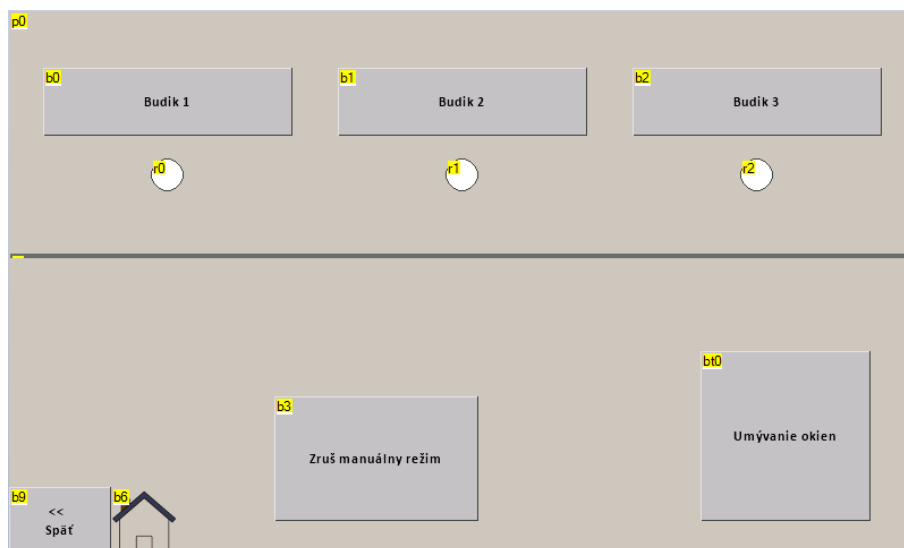 p0
b0
Budik 1
b1
Budik 2
b2
Budik 3
r0
r1
r2
bt0
Umývanie okien
b3
Zruš manuálny režim
b9
<<
Späť
b6